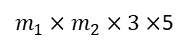 m₁ × m₂ × 3 ×5